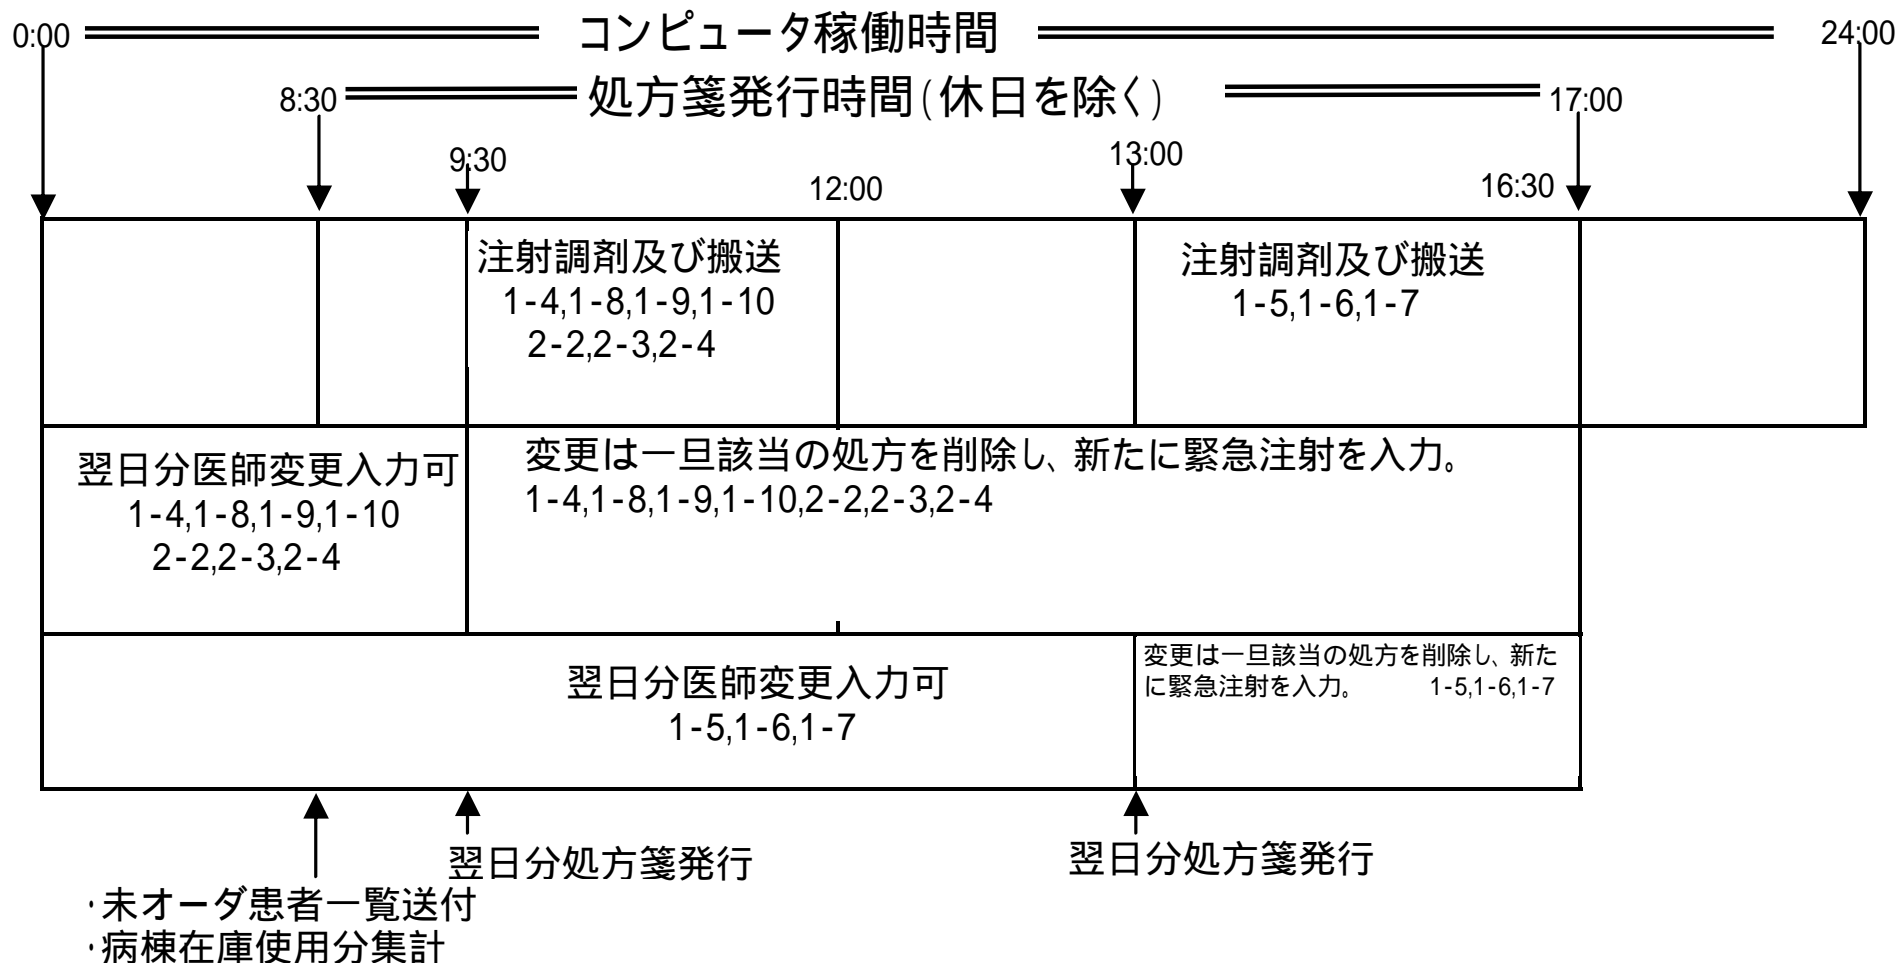 0:00 コンピュータ稼働時間 24:00
8:30 処方箋発行時間(休日を除く) 17:00
9:30 12:00 13:00 16:30
注射調剤及び搬送
1-4,1-8,1-9,1-10
2-2,2-3,2-4
注射調剤及び搬送
1-5,1-6,1-7
翌日分医師変更入力可
1-4,1-8,1-9,1-10
2-2,2-3,2-4
変更は一旦該当の処方を削除し、新たに緊急注射を入力。
1-4,1-8,1-9,1-10,2-2,2-3,2-4
翌日分医師変更入力可
1-5,1-6,1-7
変更は一旦該当の処方を削除し、新た
に緊急注射を入力。 1-5,1-6,1-7
翌日分処方箋発行
翌日分処方箋発行
・未オーダ患者一覧送付
・病棟在庫使用分集計